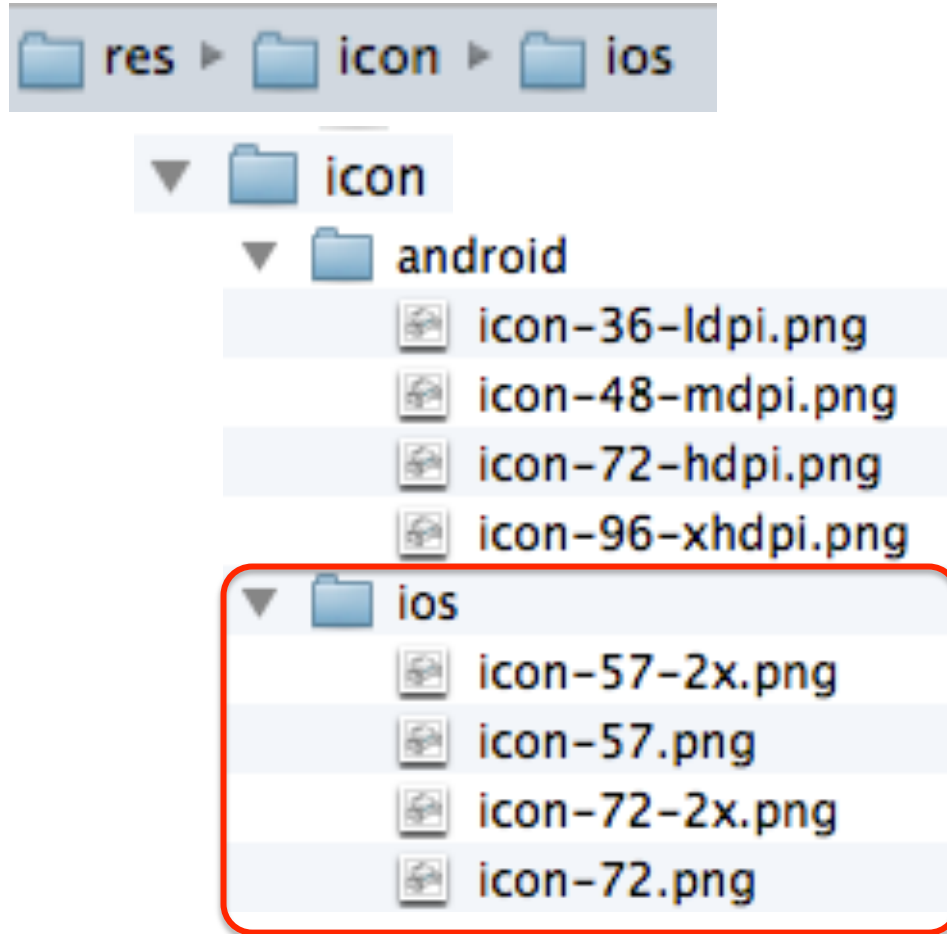 res icon ios
icon
android
icon-36-ldpi.png
icon-48-mdpi.png
icon-72-hdpi.png
icon-96-xhdpi.png
ios
icon-57-2x.png
icon-57.png
icon-72-2x.png
icon-72.png